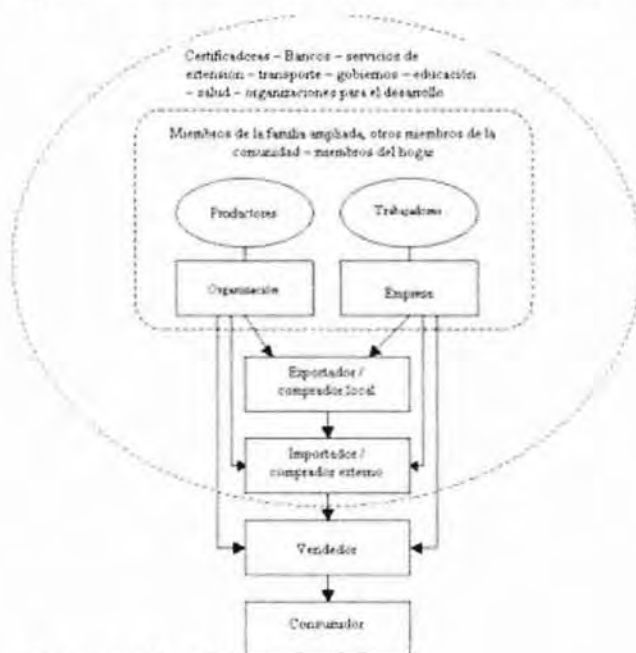 Certificadoras – Bancos – servicios de
extensión – transporte – gobiernos – educación
– salud – organizaciones para el desarrollo
Miembros de la familia ampliada, otros miembros de la
comunidad – miembros del hogar
Productores
Trabajadores
Organización
Empresa
Exportador /
comprador local
Importador /
comprador externo
Vendedor
Consumidor